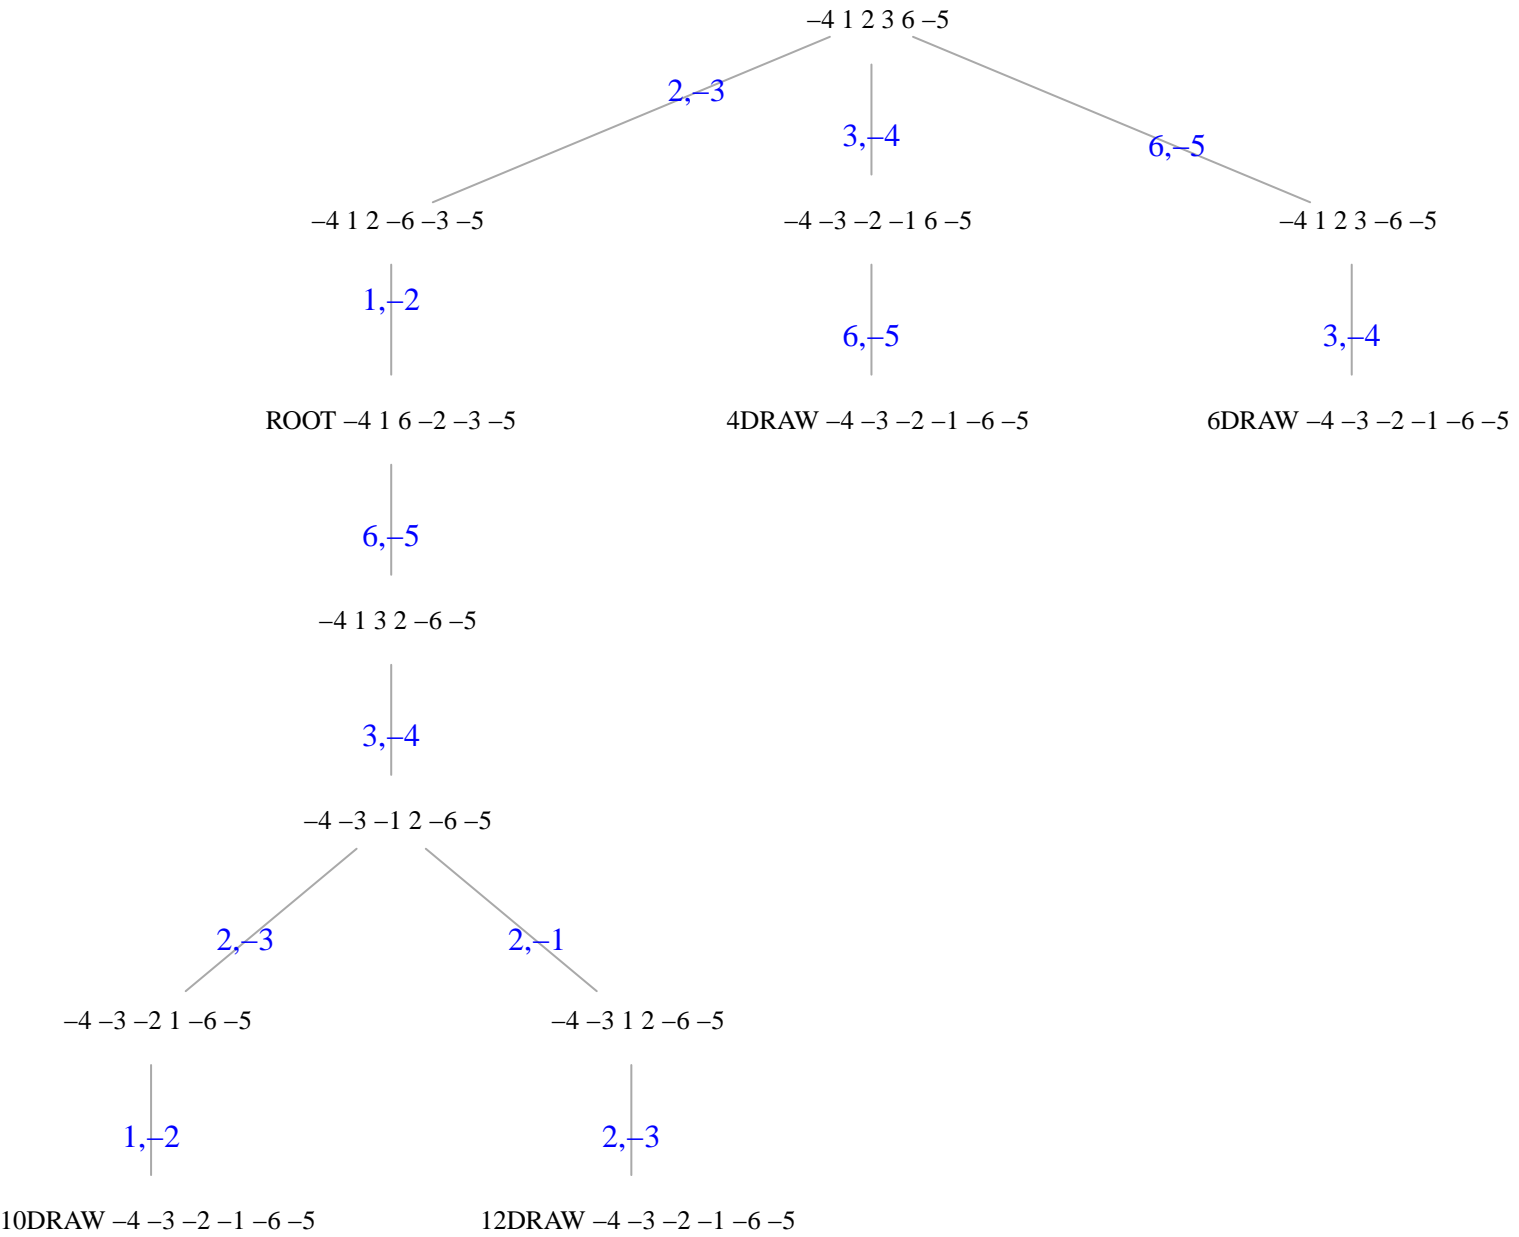 –4 1 2 3 6 –5
2,–3
3,–4
6,–5
–4 1 2 –6 –3 –5
–4 –3 –2 –1 6 –5
–4 1 2 3 –6 –5
1,–2
6,–5
3,–4
ROOT –4 1 6 –2 –3 –5
4DRAW –4 –3 –2 –1 –6 –5
6DRAW –4 –3 –2 –1 –6 –5
6,–5
–4 1 3 2 –6 –5
3,–4
–4 –3 –1 2 –6 –5
2,–3
2,–1
–4 –3 –2 1 –6 –5
–4 –3 1 2 –6 –5
1,–2
2,–3
10DRAW –4 –3 –2 –1 –6 –5
12DRAW –4 –3 –2 –1 –6 –5